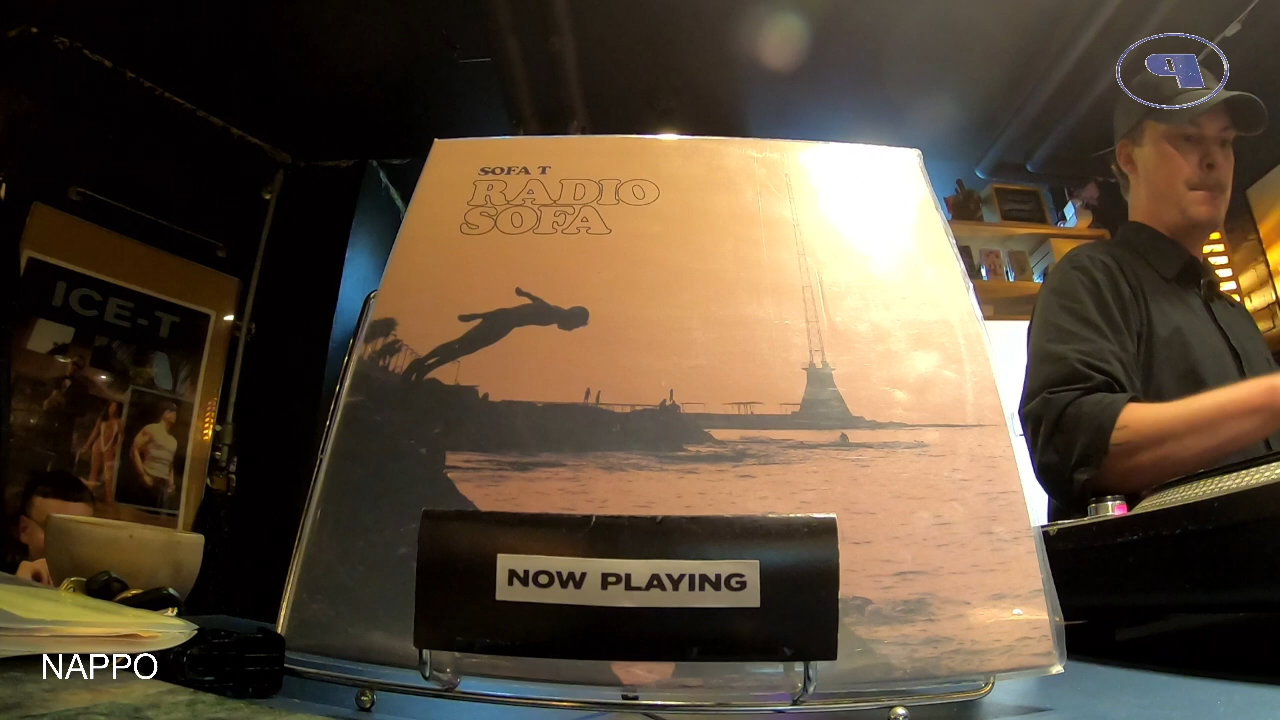 SOFA T
RADIO
SOFA
ICE-T
NOW PLAYING
NAPPO
P